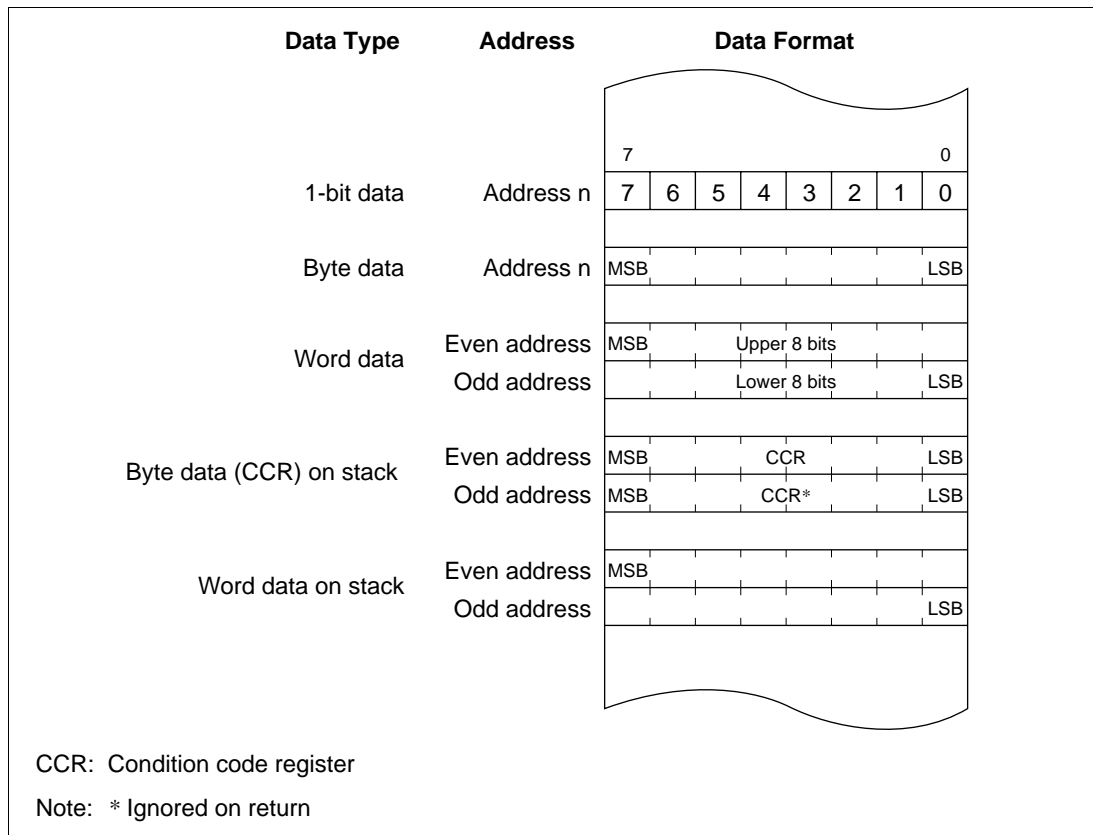 Data Type Address Data Format
7 0
1-bit data Address n 7 6 5 4 3 2 1 0
Byte data Address n MSB LSB
Word data
Even address MSB Upper 8 bits
Odd address Lower 8 bits LSB
Byte data (CCR) on stack
Even address MSB CCR LSB
Odd address MSB CCR* LSB
Word data on stack
Even address MSB
Odd address LSB
CCR: Condition code register
Note: * Ignored on return